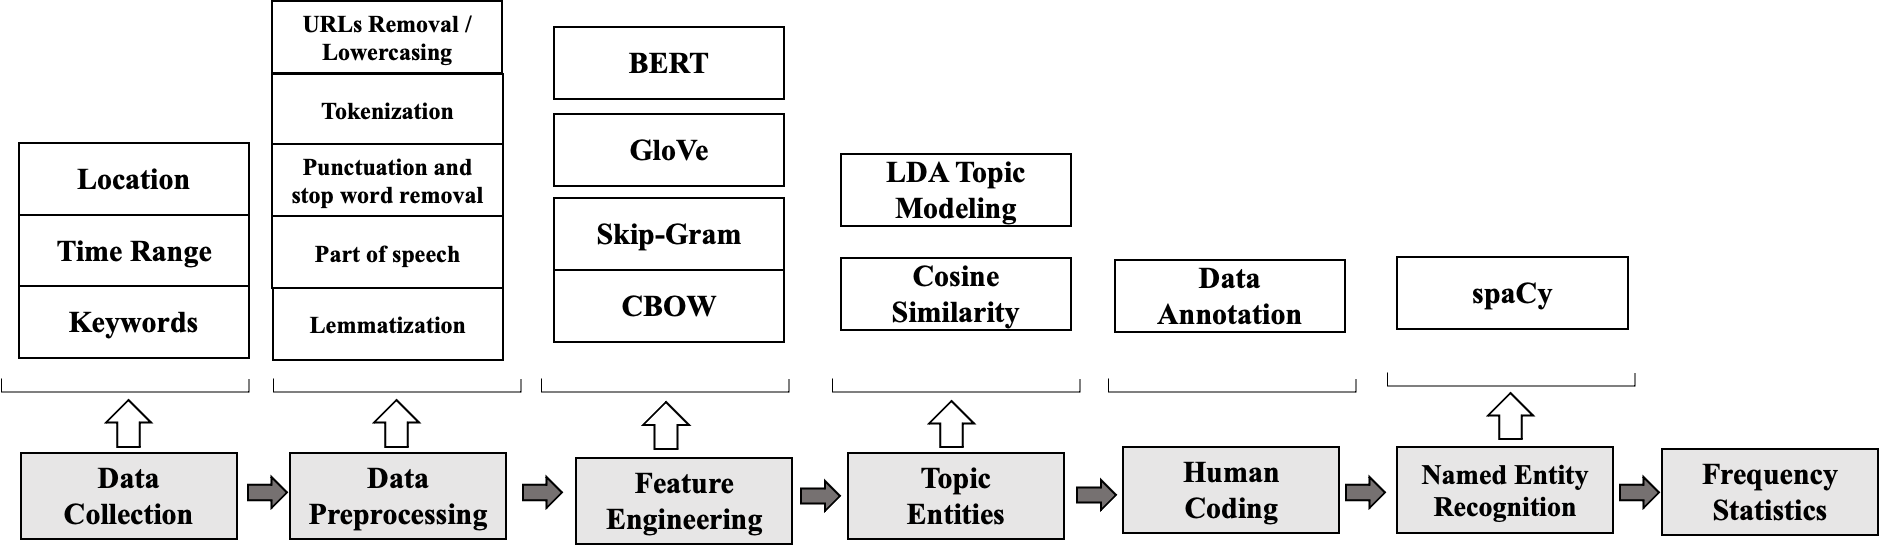 Location
Time Range
Keywords
URLs Removal /
Lowercasing
Tokenization
Punctuation and
stop word removal
Part of speech
Lemmatization
BERT
GloVe
Skip-Gram
CBOW
LDA Topic
Modeling
Cosine
Similarity
Data
Annotation
spaCy
Data
Collection
Data
Preprocessing
Feature
Engineering
Topic
Entities
Human
Coding
Named Entity
Recognition
Frequency
Statistics